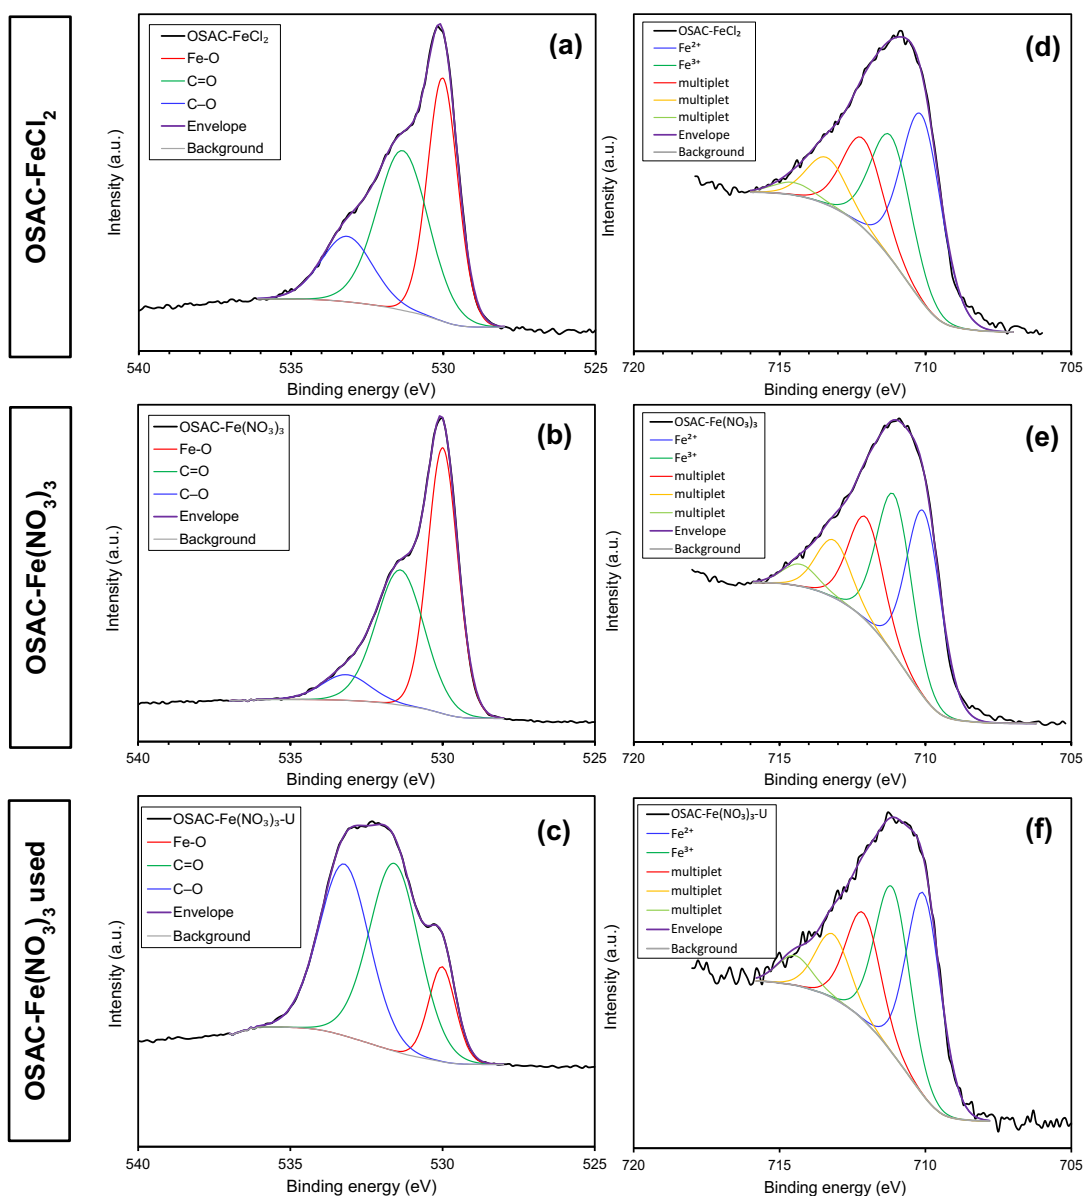 OSAC-FeCl₂
OSAC-FeCl₂
Fe-O
C=O
C–O
Envelope
Background
(a)
Intensity (a.u.)
540
535
530
525
Binding energy (eV)
OSAC-FeCl₂
Fe²⁺
Fe³⁺
multiplet
multiplet
multiplet
Envelope
Background
(d)
Intensity (a.u.)
720
715
710
705
Binding energy (eV)
OSAC-Fe(NO₃)₃
OSAC-Fe(NO₃)₃
Fe-O
C=O
C–O
Envelope
Background
(b)
Intensity (a.u.)
540
535
530
525
Binding energy (eV)
OSAC-Fe(NO₃)₃
Fe²⁺
Fe³⁺
multiplet
multiplet
multiplet
Envelope
Background
(e)
Intensity (a.u.)
720
715
710
705
Binding energy (eV)
OSAC-Fe(NO₃)₃ used
OSAC-Fe(NO₃)₃-U
Fe-O
C=O
C–O
Envelope
Background
(c)
Intensity (a.u.)
540
535
530
525
Binding energy (eV)
OSAC-Fe(NO₃)₃-U
Fe²⁺
Fe³⁺
multiplet
multiplet
multiplet
Envelope
Background
(f)
Intensity (a.u.)
720
715
710
705
Binding energy (eV)